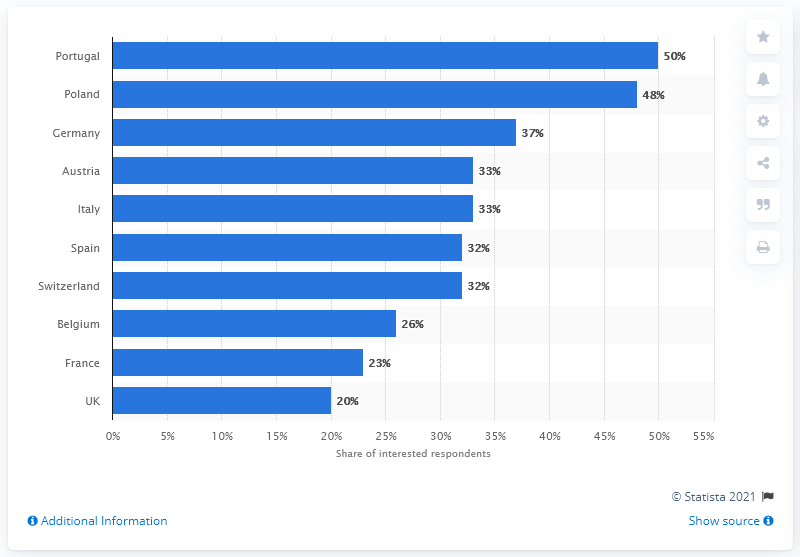 Portugal 50%
Poland 48%
Germany 37%
Austria 33%
Italy 33%
Spain 32%
Switzerland 32%
Belgium 26%
France 23%
UK 20%
0% 5% 10% 15% 20% 25% 30% 35% 40% 45% 50% 55%
Share of interested respondents
© Statista 2021
Additional Information Show source